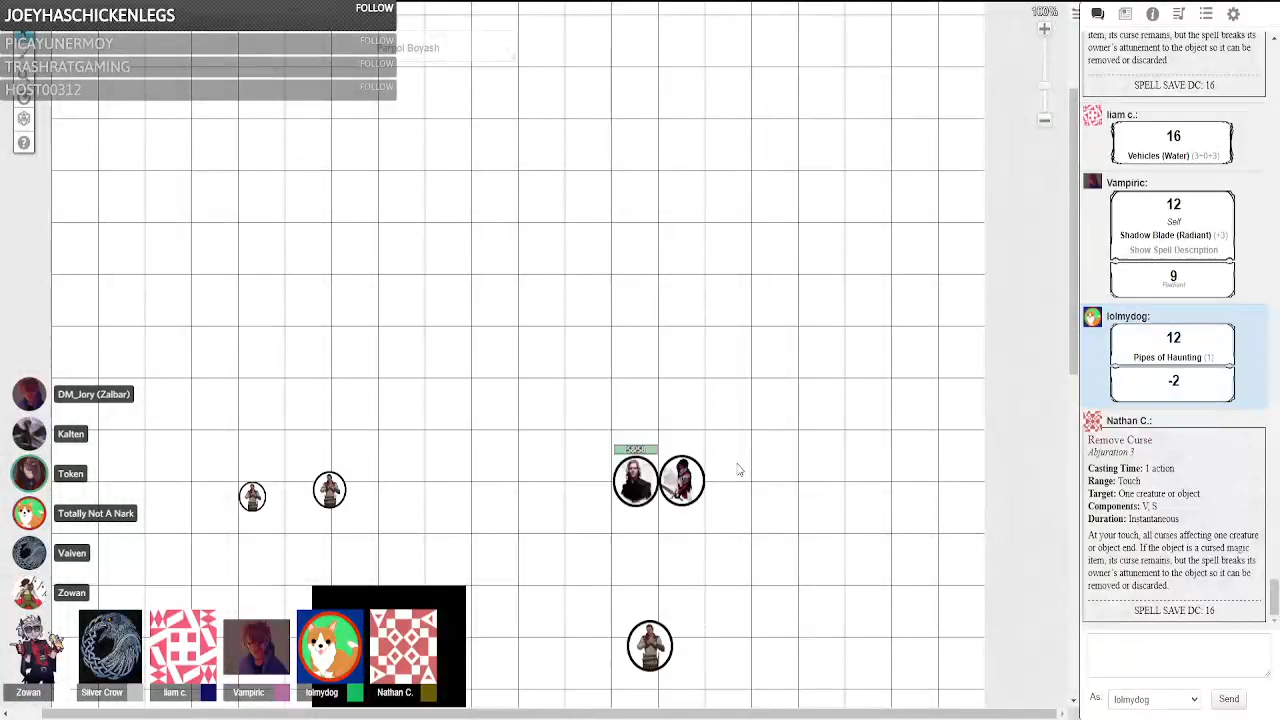 JOEYHASCHICKENLEGS
FOLLOW
PICAYUNERMOY
FOLLOW
TRASHRATGAMING
FOLLOW
HOST00312
FOLLOW
Boyash
100%
DM_Jory (Zalbar)
Kalten
Token
Totally Not A Nark
Valven
Zowan
Zowan
Silver Crow
liam c.
Vampiric
lolmydog
Nathan C.
item, its curse remains, but the spell breaks its
owner's attunement to the object so it can be
removed or discarded.
SPELL SAVE DC: 16
liam c.:
16
Vehicles (Water) (3+0+3)
Vampiric:
12
Self
Shadow Blade (Radiant) (+3)
Show Spell Description
9
Radiant
lolmydog:
12
Pipes of Haunting (1)
-2
Nathan C.:
Remove Curse
Abjuration 3
Casting Time: 1 action
Range: Touch
Target: One creature or object
Components: V, S
Duration: Instantaneous
At your touch, all curses affecting one creature
or object end. If the object is a cursed magic
item, its curse remains, but the spell breaks its
owner's attunement to the object so it can be
removed or discarded.
SPELL SAVE DC: 16
As:
lolmydog
Send